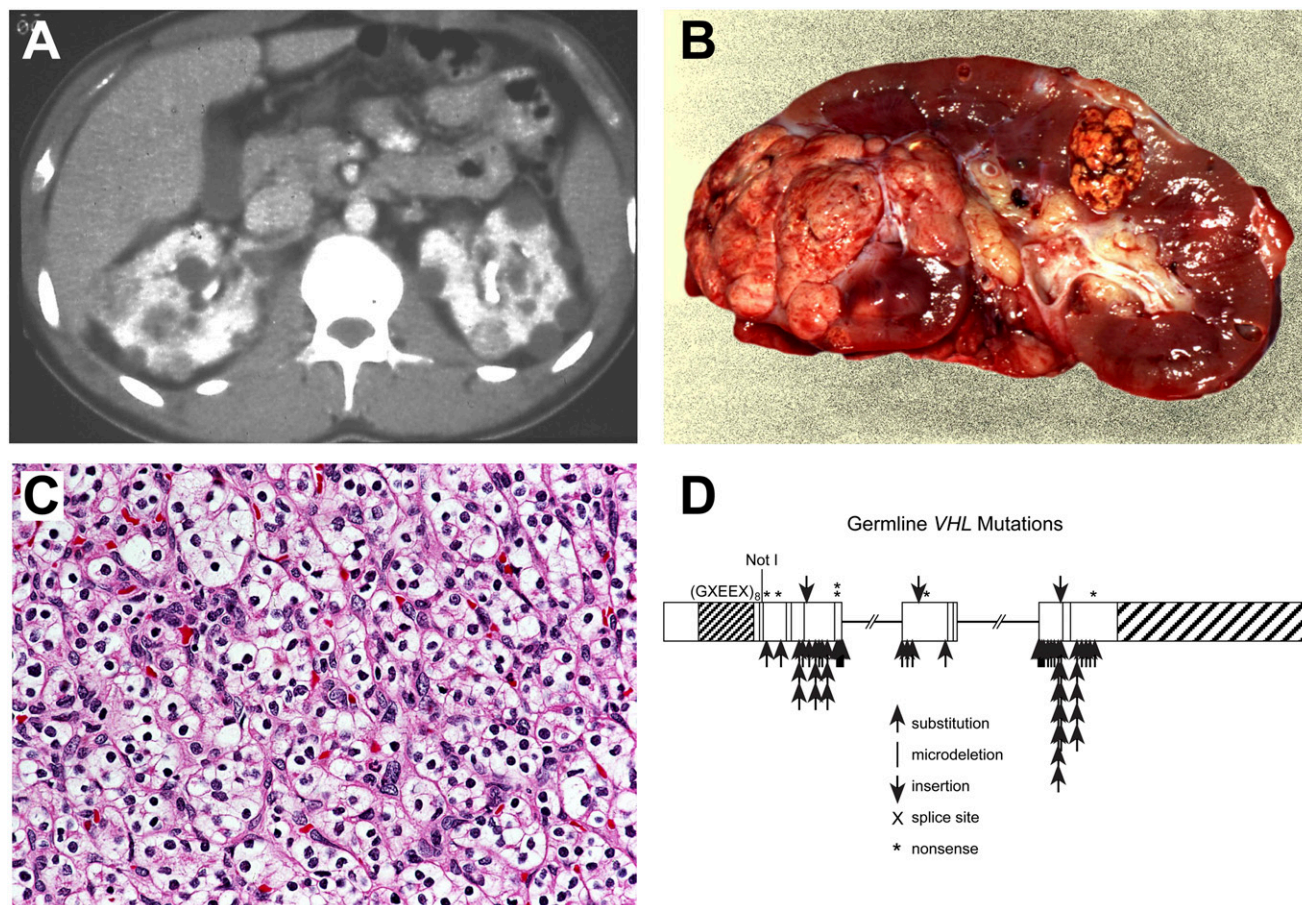 A
B
C
D
Germline VHL Mutations
Not I
(GXEEX)8
* *
*
*
*
*
substitution
microdeletion
insertion
X splice site
* nonsense